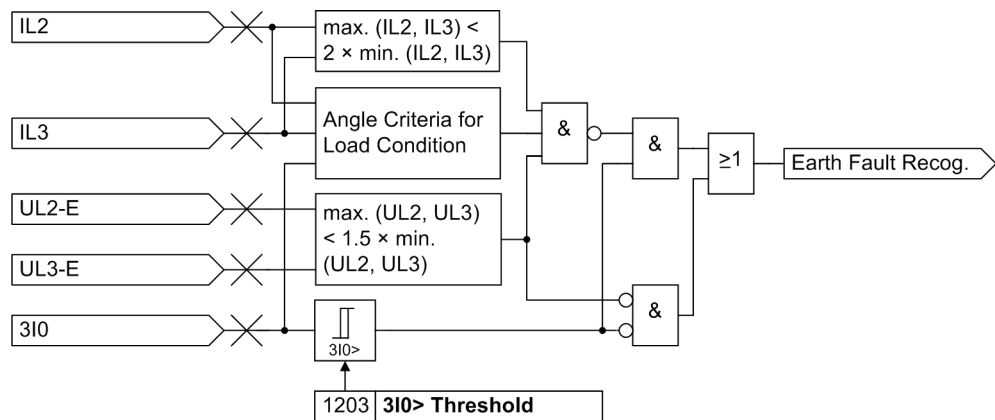 IL2
max. (IL2, IL3) <
2 × min. (IL2, IL3)
IL3
Angle Criteria for
Load Condition
&
&
≥1
Earth Fault Recog.
UL2-E
max. (UL2, UL3)
< 1.5 × min.
(UL2, UL3)
UL3-E
&
3I0
3I0>
1203 3I0> Threshold